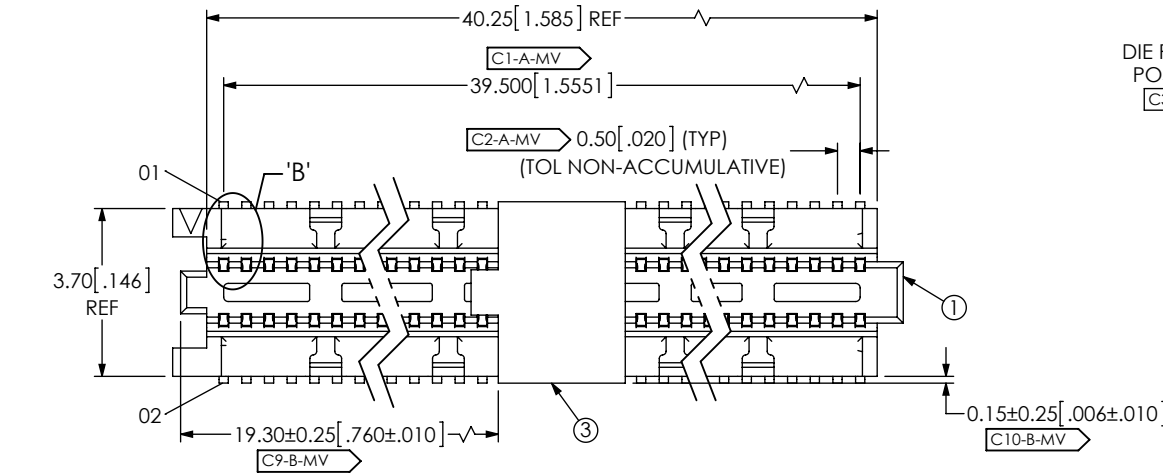 40.25[1.585] REF
C1-A-MV
39.500[1.5551]
C2-A-MV 0.50[.020] (TYP)
(TOL NON-ACCUMULATIVE)
DIE
PO
01
'B'
3.70[.146]
REF
1
02
3
19.30±0.25[.760±.010]
C9-B-MV
0.15±0.25[.006±.010]
C10-B-MV